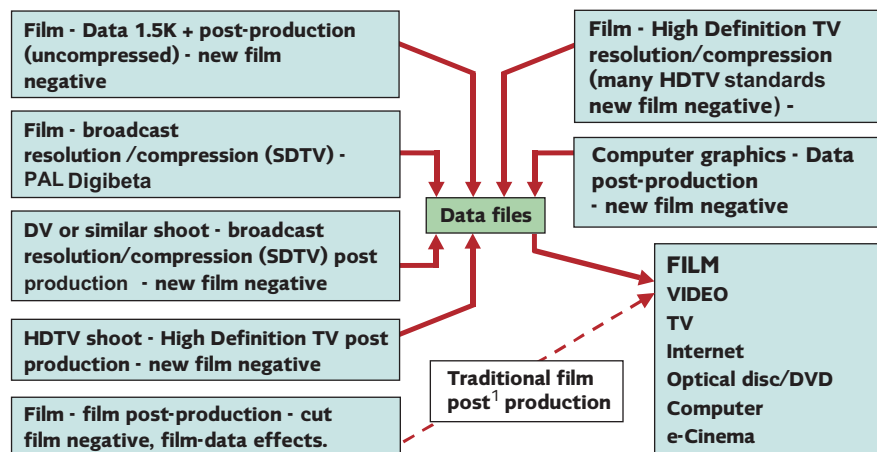 Film - Data 1.5K + post-production
(uncompressed) - new film
negative
Film - High Definition TV
resolution/compression
(many HDTV standards
new film negative) -
Film - broadcast
resolution /compression (SDTV) -
PAL Digibeta
Computer graphics - Data
post-production
- new film negative
Data files
DV or similar shoot - broadcast
resolution/compression (SDTV) post
production - new film negative
HDTV shoot - High Definition TV post
production - new film negative
Film - film post-production - cut
film negative, film-data effects.
Traditional film
post¹ production
FILM
VIDEO
TV
Internet
Optical disc/DVD
Computer
e-Cinema